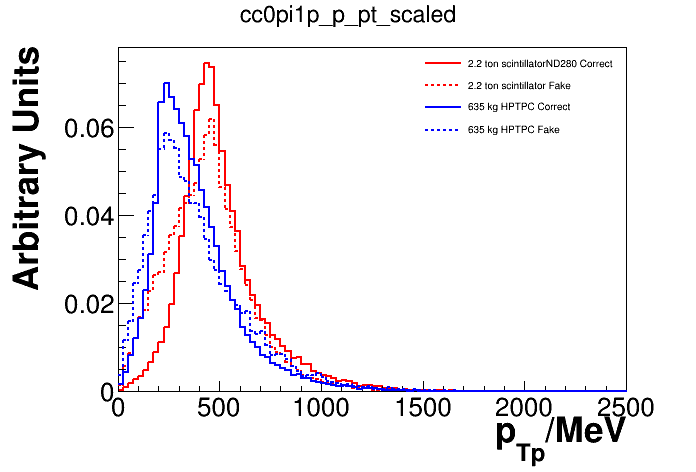 cc0pi1p_p_pt_scaled
Arbitrary Units
2.2 ton scintillatorND280 Correct
2.2 ton scintillator Fake
635 kg HPTPC Correct
635 kg HPTPC Fake
0.06
0.04
0.02
0
0 500 1000 1500 2000 2500
p_Tp/MeV